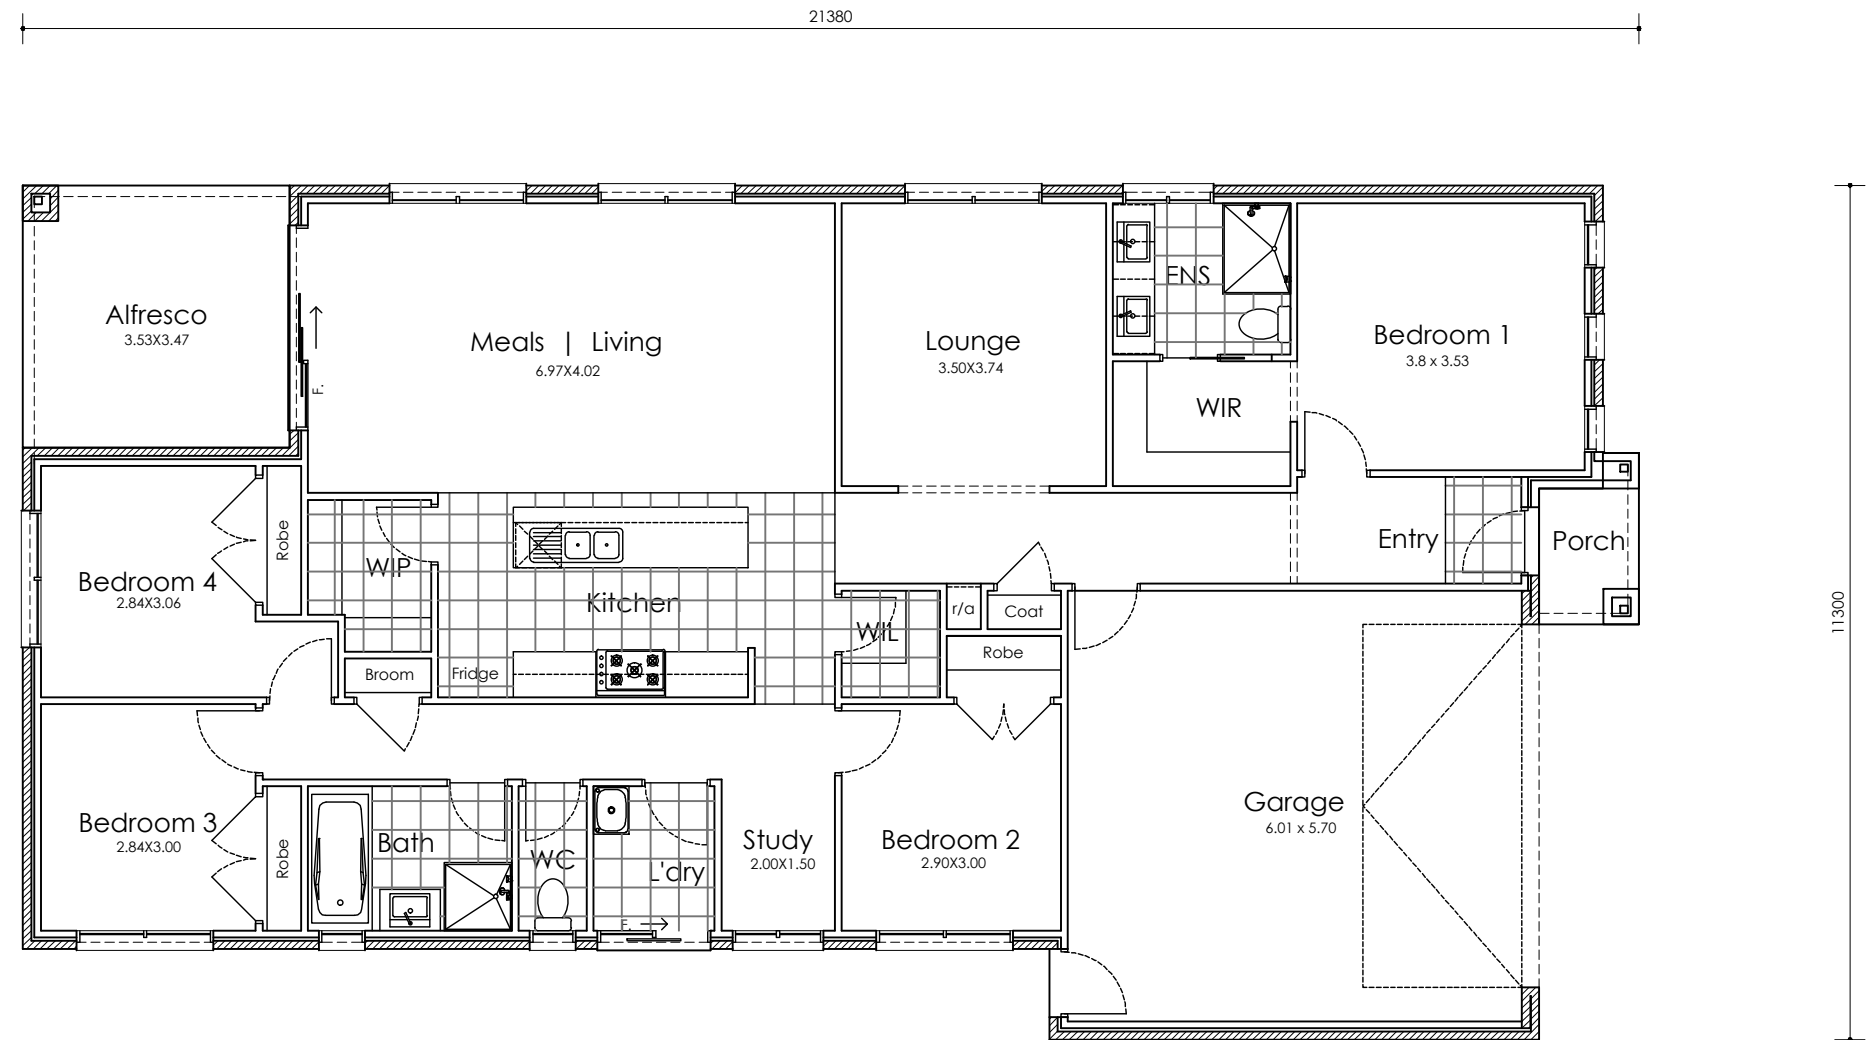 21380
Alfresco
3.53X3.47
F.
Meals | Living
6.97X4.02
Lounge
3.50X3.74
ENS
WIR
Bedroom 1
3.8 x 3.53
Bedroom 4
2.84X3.06
Robe
WIP
Kitchen
Broom
Fridge
WIL
r/a
Coat
Robe
Entry
Porch
11300
Bedroom 3
2.84X3.00
Robe
Bath
WC
L'dry
F.
Study
2.00X1.50
Bedroom 2
2.90X3.00
Garage
6.01 x 5.70